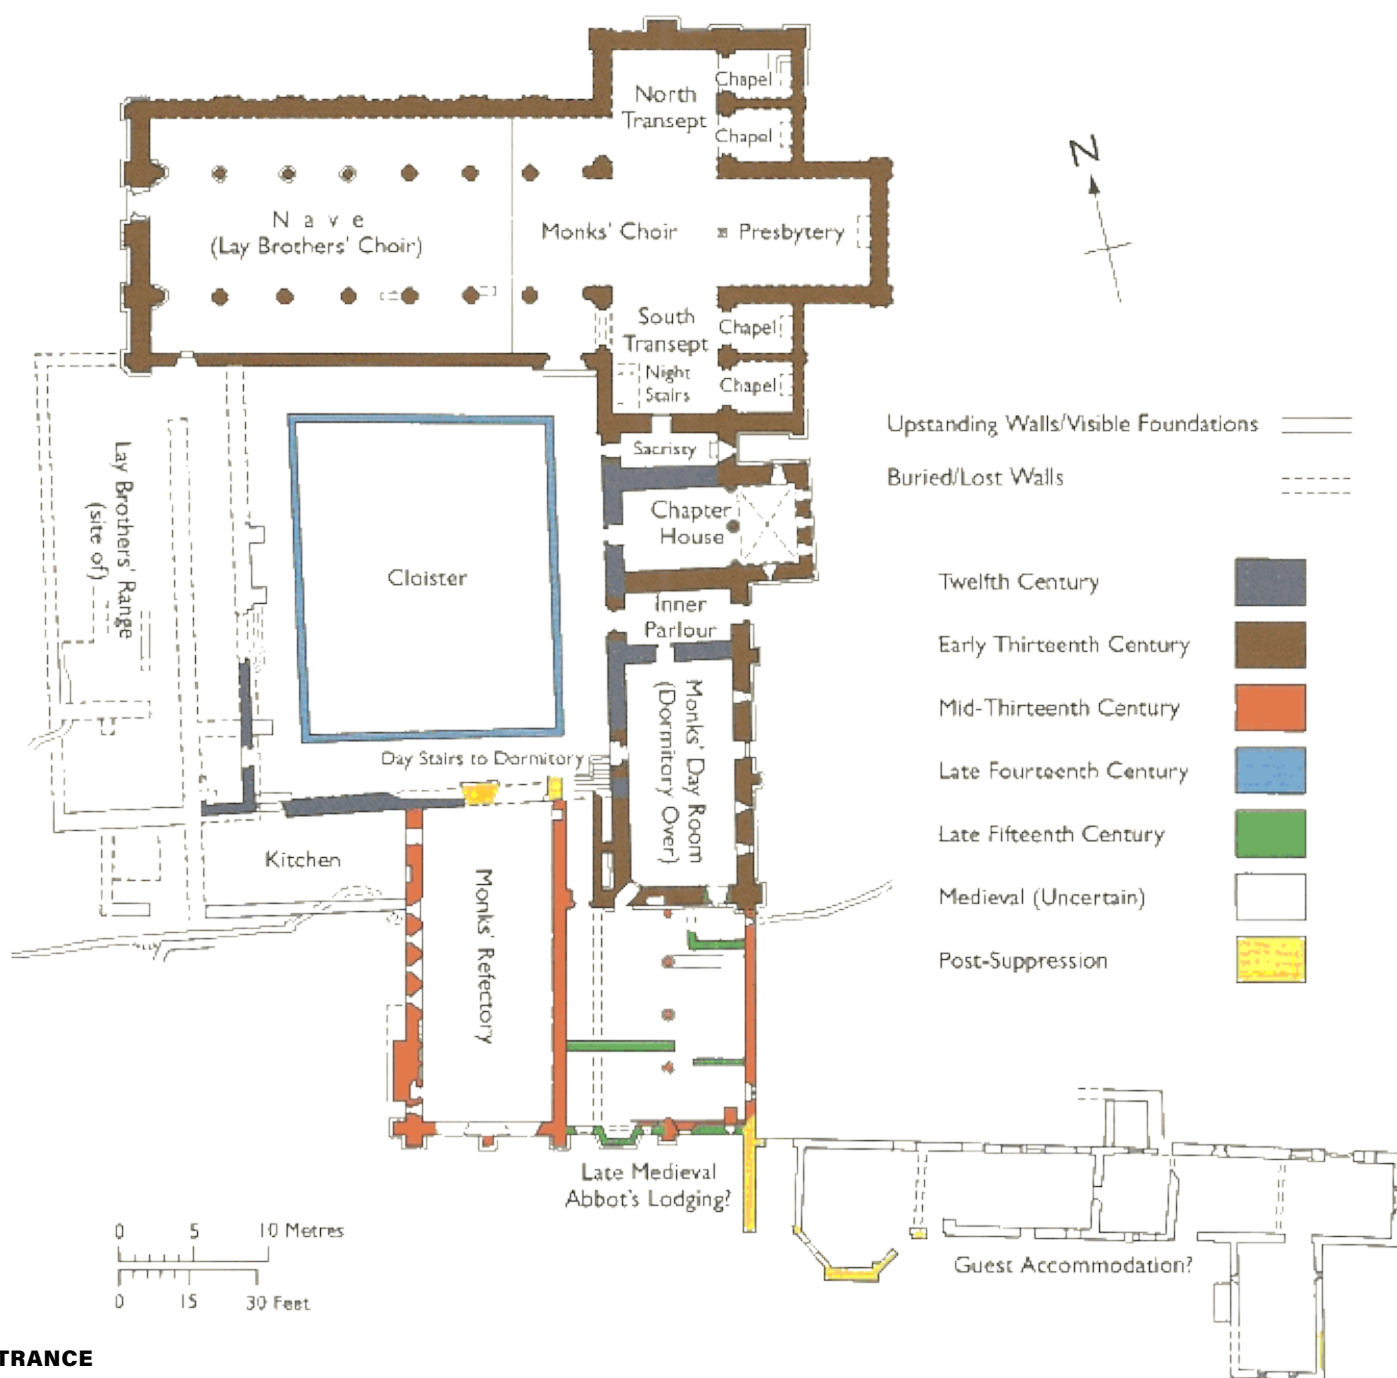 North
Transept
Chapel
Chapel
N
N a v e
(Lay Brothers' Choir)
Monks' Choir
Presbytery
South
Transept
Chapel
Night
Stairs
Chapel
Sacristy
Upstanding Walls/Visible Foundations
Buried/Lost Walls
Lay Brothers' Range
(site of)
Chapter
House
Cloister
Inner
Parlour
Twelfth Century
Early Thirteenth Century
Mid-Thirteenth Century
Late Fourteenth Century
Late Fifteenth Century
Medieval (Uncertain)
Post-Suppression
Monks' Day Room
(Dormitory Over)
Day Stairs to Dormitory
Kitchen
Monks' Refectory
Late Medieval
Abbot's Lodging?
Guest Accommodation?
0 5 10 Metres
0 15 30 Feet
TRANCE